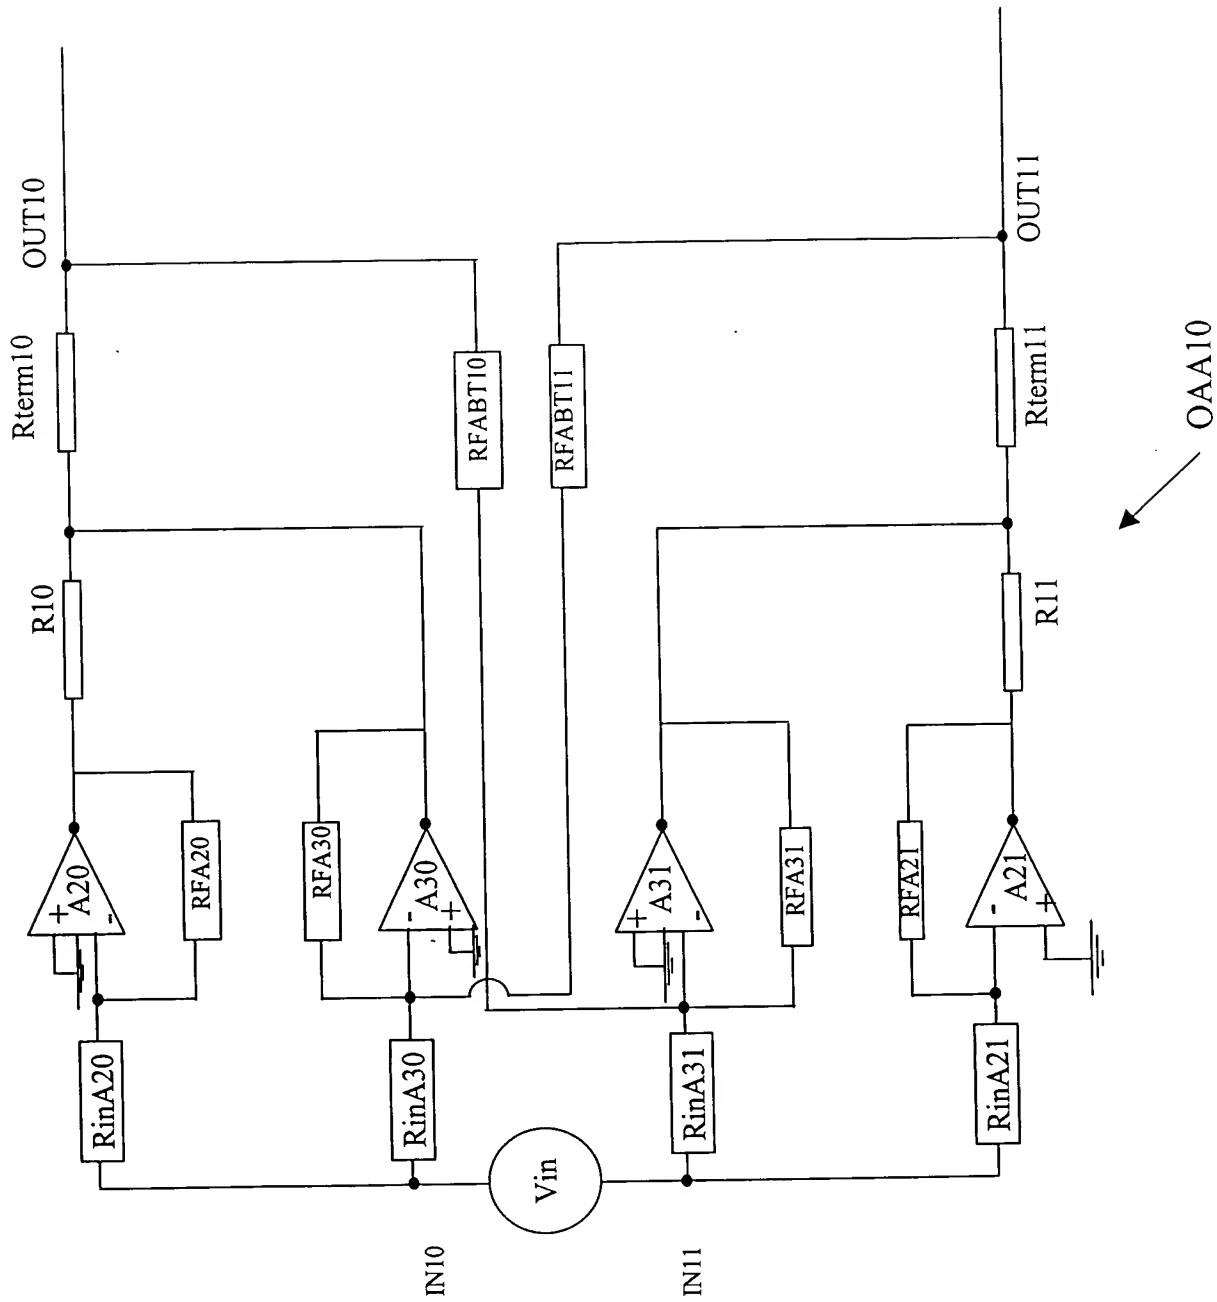 OUT10
OUT11
Rterm10
Rterm11
RFABT10
RFABT11
OAA10
R10
R11
RFA20
RFA30
RFA31
RFA21
+
A20
-
-
A30
+
+
A31
-
-
A21
+
RinA20
RinA30
RinA31
RinA21
Vin
IN10
IN11